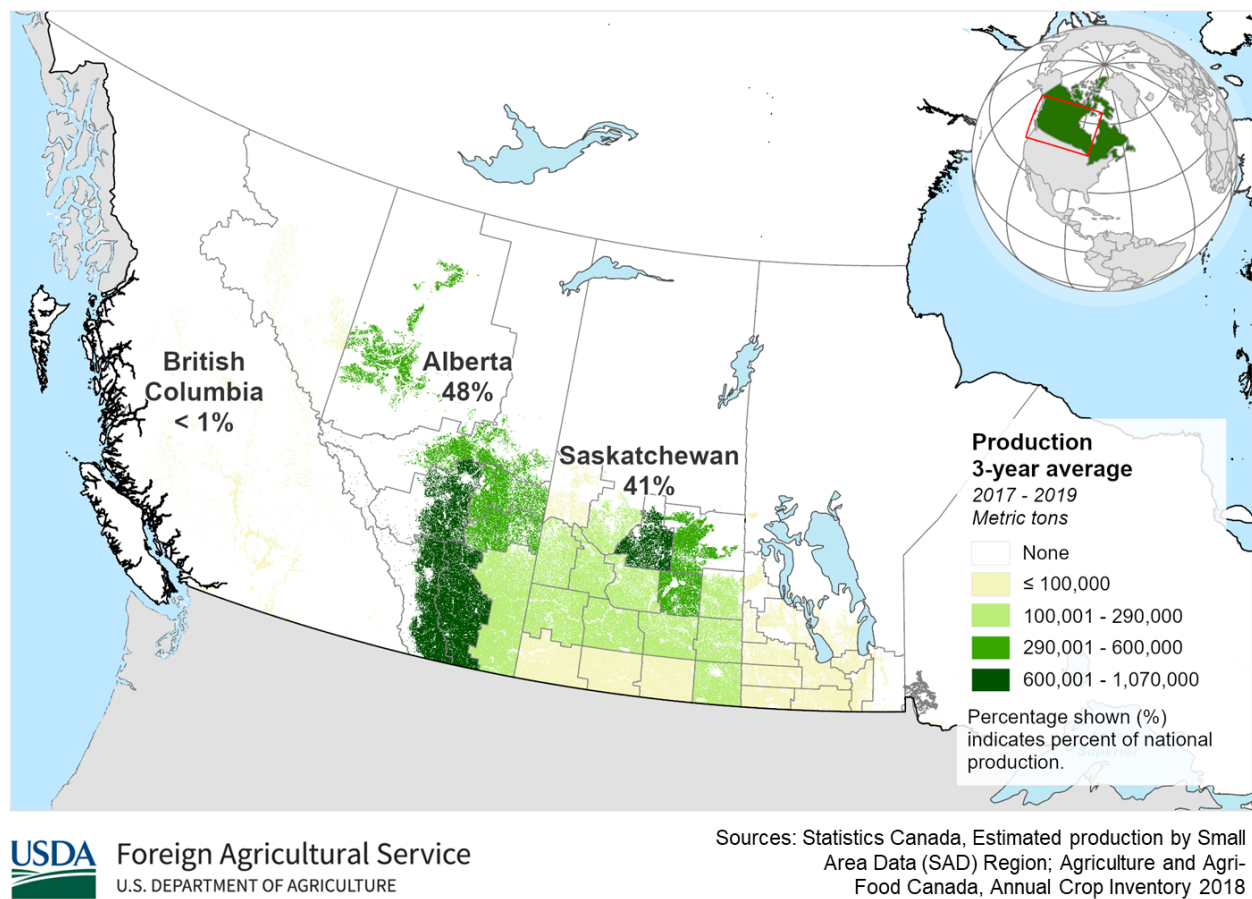 British
Columbia
< 1%
Alberta
48%
Saskatchewan
41%
Production
3-year average
2017 - 2019
Metric tons
None
≤ 100,000
100,001 - 290,000
290,001 - 600,000
600,001 - 1,070,000
Percentage shown (%)
indicates percent of national
production.
Superior
USDA
Foreign Agricultural Service
U.S. DEPARTMENT OF AGRICULTURE
Sources: Statistics Canada, Estimated production by Small
Area Data (SAD) Region; Agriculture and Agri-
Food Canada, Annual Crop Inventory 2018